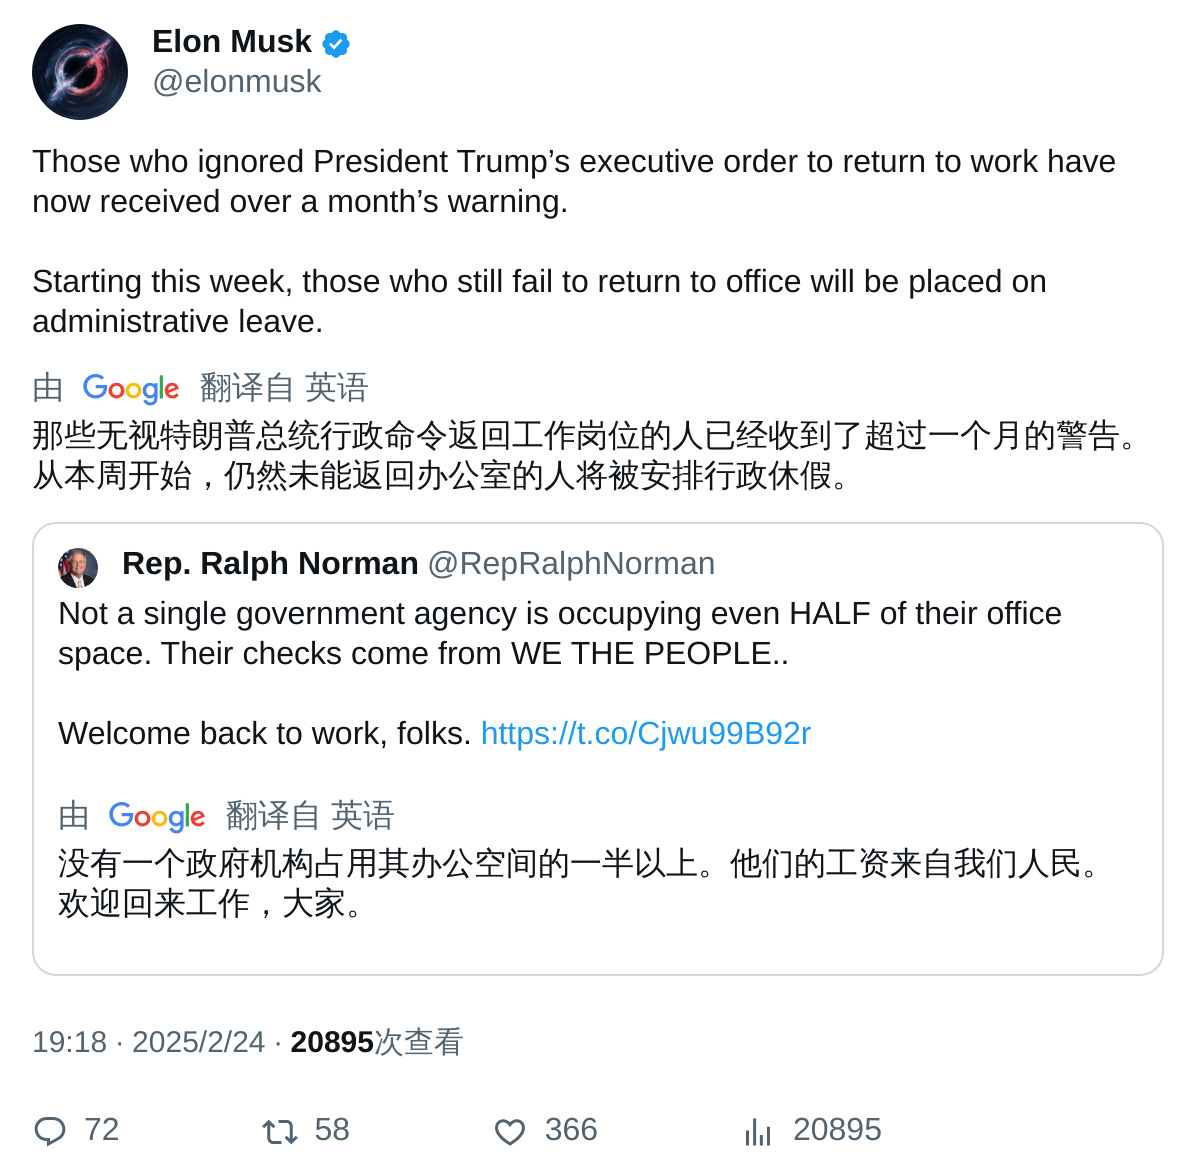 Elon Musk
@elonmusk
Those who ignored President Trump’s executive order to return to work have
now received over a month’s warning.
Starting this week, those who still fail to return to office will be placed on
administrative leave.
由 Google 翻译自 英语
那些无视特朗普总统行政命令返回工作岗位的人已经收到了超过一个月的警告。
从本周开始，仍然未能返回办公室的人将被安排行政休假。
Rep. Ralph Norman @RepRalphNorman
Not a single government agency is occupying even HALF of their office
space. Their checks come from WE THE PEOPLE..
Welcome back to work, folks. https://t.co/Cjwu99B92r
由 Google 翻译自 英语
没有一个政府机构占用其办公空间的一半以上。他们的工资来自我们人民。
欢迎回来工作，大家。
19:18 · 2025/2/24 · 20895次查看
72 58 366 20895